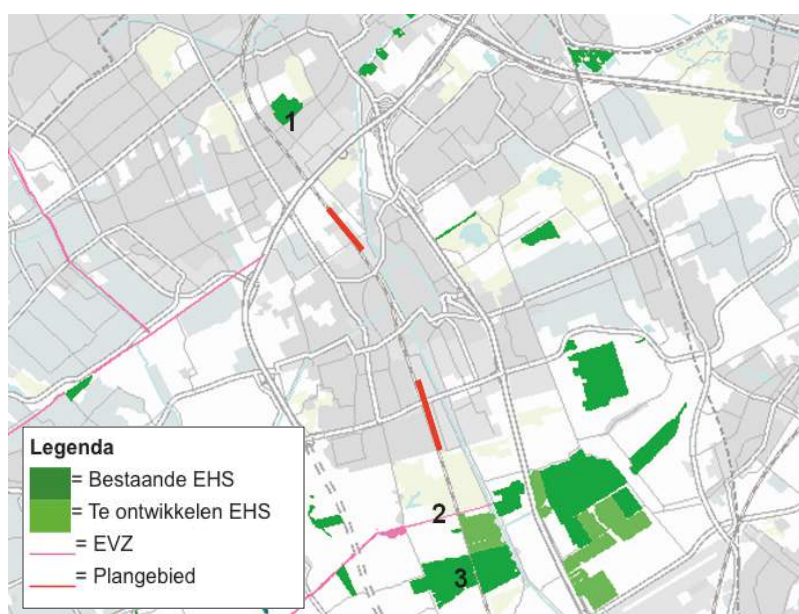 1
2
3
Legenda
= Bestaande EHS
= Te ontwikkelen EHS
= EVZ
= Plangebied